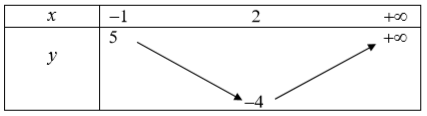 x –1 2 +∞
5 +∞
y
–4